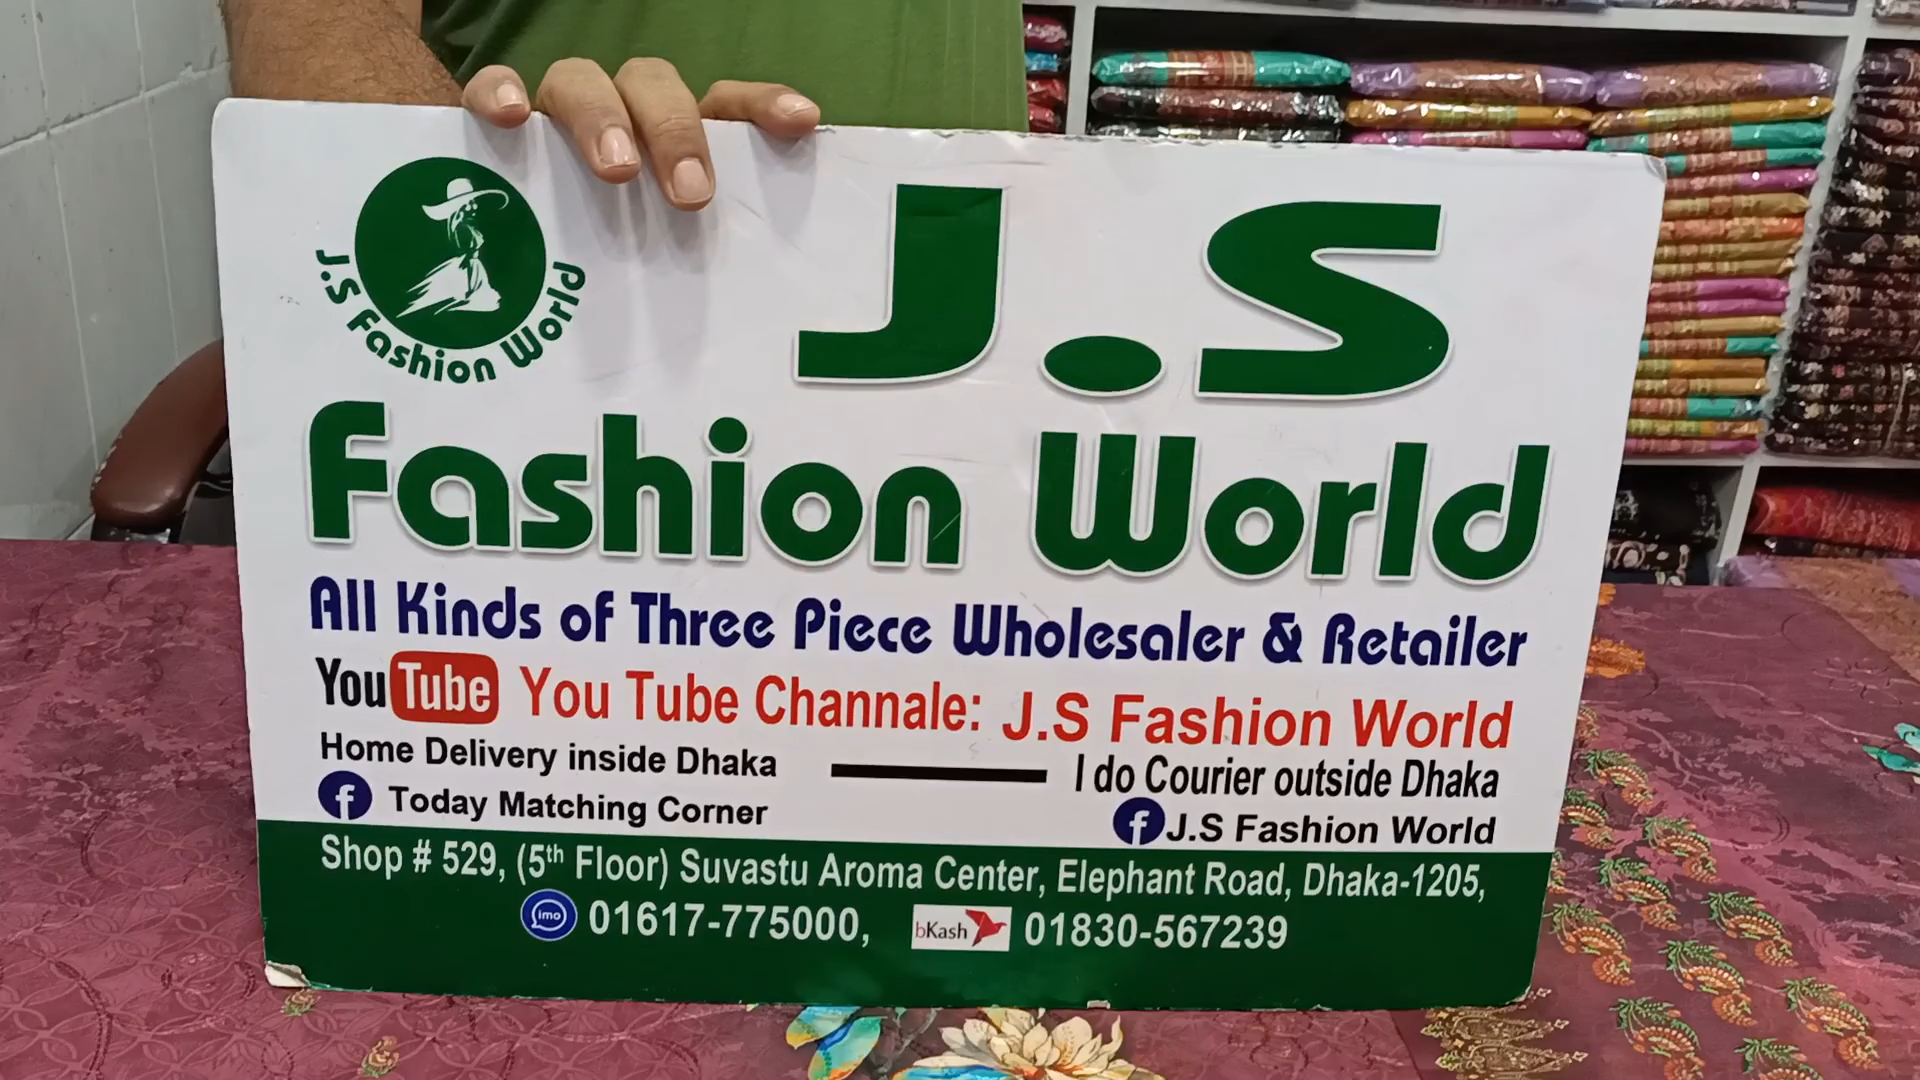 J.S Fashion World
J.S
Fashion World
All Kinds of Three Piece Wholesaler & Retailer
YouTube You Tube Channale: J.S Fashion World
Home Delivery inside Dhaka I do Courier outside Dhaka
f Today Matching Corner f J.S Fashion World
Shop # 529, (5th Floor) Suvastu Aroma Center, Elephant Road, Dhaka-1205,
imo 01617-775000, bKash 01830-567239